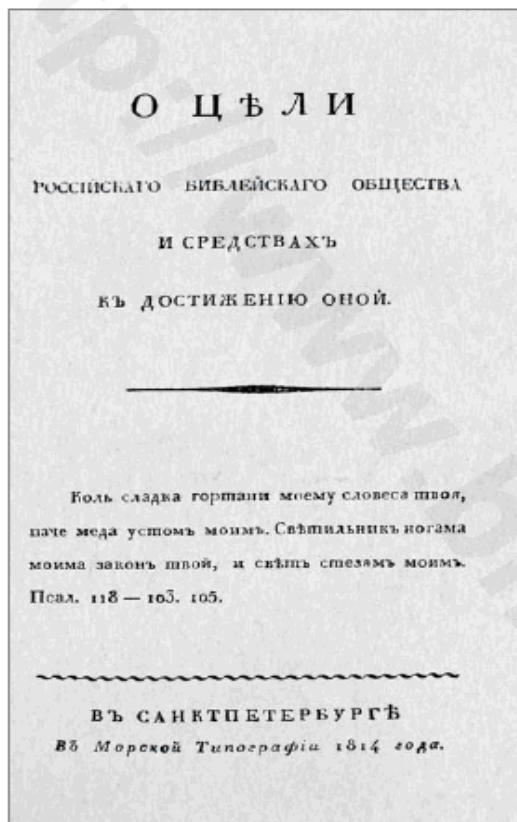 О ЦѢЛИ
РОССІЙСКАГО БИБЛЕЙСКАГО ОБЩЕСТВА
И СРЕДСТВАХЪ
КЪ ДОСТИЖЕНІЮ ОНОЙ.
Коль сладка гортани моему словеса твоя,
паче меда устомъ моимъ. Свѣтильникъ ногама
моима законъ твой, и свѣтъ стезямъ моимъ.
Псал. 118 — 103. 105.
ВЪ САНКТПЕТЕРБУРГѢ
Въ Морской Типографіи 1814 года.